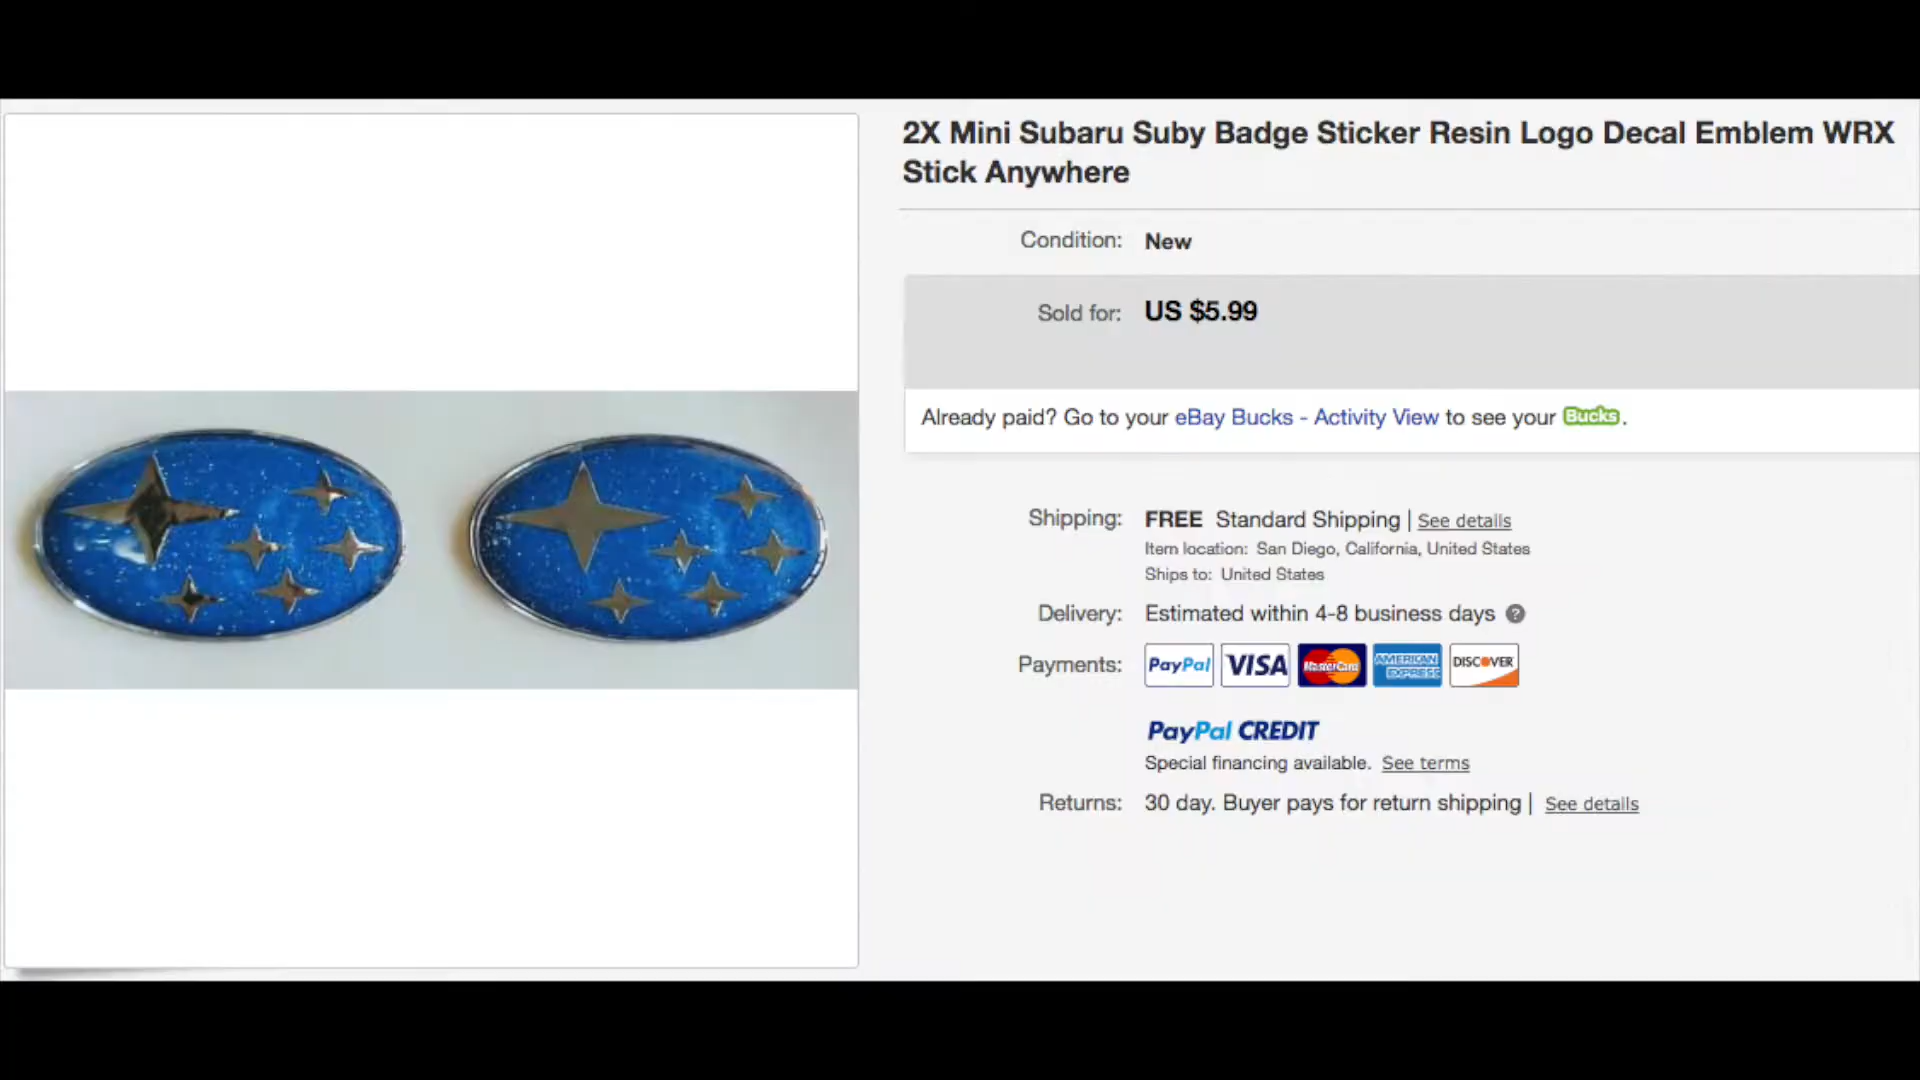 2X Mini Subaru Suby Badge Sticker Resin Logo Decal Emblem WRX
Stick Anywhere
Condition: New
Sold for: US $5.99
Already paid? Go to your eBay Bucks - Activity View to see your Bucks.
Shipping: FREE Standard Shipping | See details
Item location: San Diego, California, United States
Ships to: United States
Delivery: Estimated within 4-8 business days ?
Payments: PayPal VISA MasterCard AMERICAN EXPRESS DISCOVER
PayPal CREDIT
Special financing available. See terms
Returns: 30 day. Buyer pays for return shipping | See details